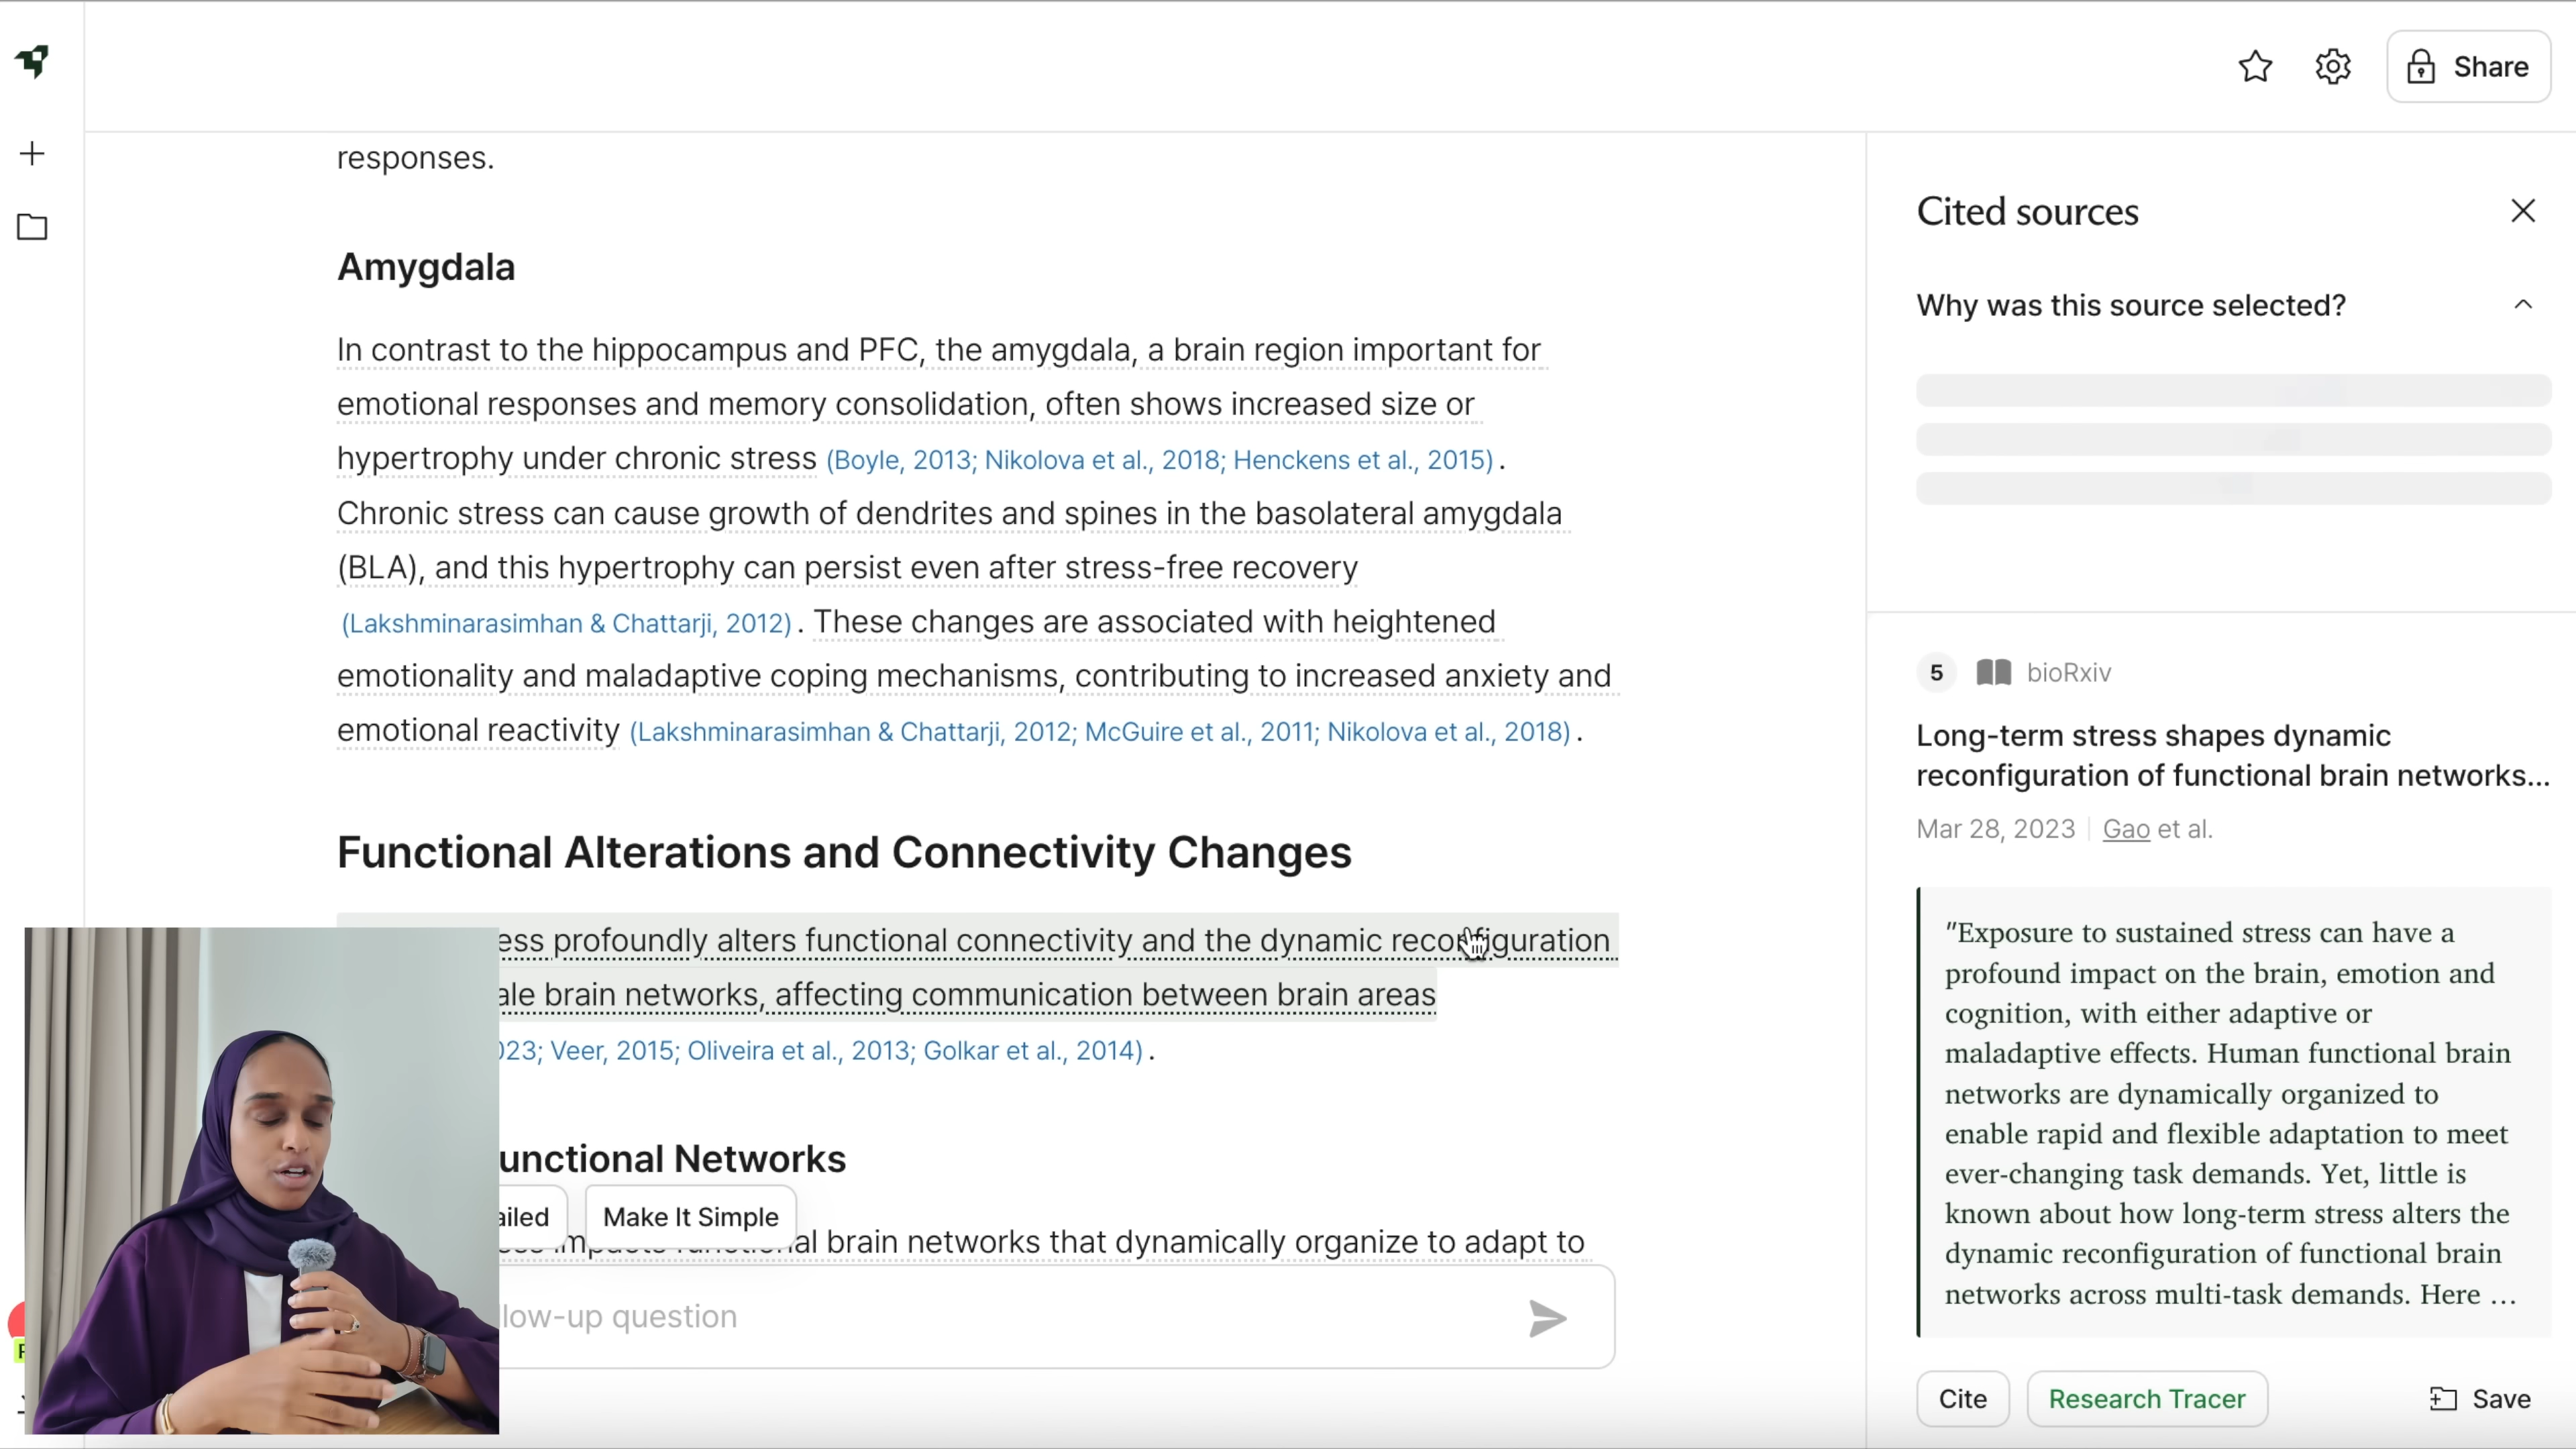 Share
responses.
Amygdala
In contrast to the hippocampus and PFC, the amygdala, a brain region important for
emotional responses and memory consolidation, often shows increased size or
hypertrophy under chronic stress (Boyle, 2013; Nikolova et al., 2018; Henckens et al., 2015).
Chronic stress can cause growth of dendrites and spines in the basolateral amygdala
(BLA), and this hypertrophy can persist even after stress-free recovery
(Lakshminarasimhan & Chattarji, 2012). These changes are associated with heightened
emotionality and maladaptive coping mechanisms, contributing to increased anxiety and
emotional reactivity (Lakshminarasimhan & Chattarji, 2012; McGuire et al., 2011; Nikolova et al., 2018).
Functional Alterations and Connectivity Changes
ess profoundly alters functional connectivity and the dynamic reconfiguration
ale brain networks, affecting communication between brain areas
023; Veer, 2015; Oliveira et al., 2013; Golkar et al., 2014).
unctional Networks
ailed
Make It Simple
impacts functional brain networks that dynamically organize to adapt to
low-up question
Cited sources
Why was this source selected?
5 bioRxiv
Long-term stress shapes dynamic
reconfiguration of functional brain networks...
Mar 28, 2023 | Gao et al.
"Exposure to sustained stress can have a
profound impact on the brain, emotion and
cognition, with either adaptive or
maladaptive effects. Human functional brain
networks are dynamically organized to
enable rapid and flexible adaptation to meet
ever-changing task demands. Yet, little is
known about how long-term stress alters the
dynamic reconfiguration of functional brain
networks across multi-task demands. Here ...
Cite
Research Tracer
Save